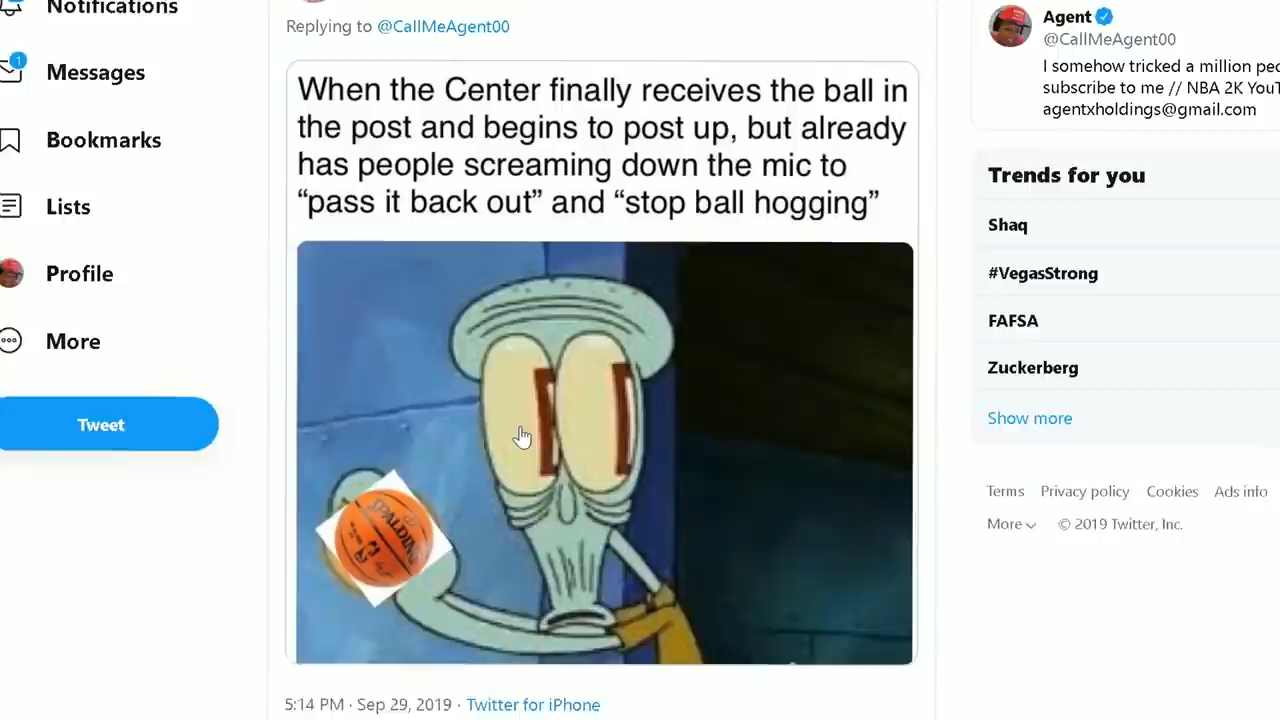 Notifications
1
Messages
Bookmarks
Lists
Profile
More
Tweet
Replying to @CallMeAgent00
When the Center finally receives the ball in
the post and begins to post up, but already
has people screaming down the mic to
“pass it back out” and “stop ball hogging”
SPALDING
5:14 PM · Sep 29, 2019 · Twitter for iPhone
Agent
@CallMeAgent00
I somehow tricked a million pe
subscribe to me // NBA 2K YouT
agentxholdings@gmail.com
Trends for you
Shaq
#VegasStrong
FAFSA
Zuckerberg
Show more
Terms Privacy policy Cookies Ads info
More © 2019 Twitter, Inc.